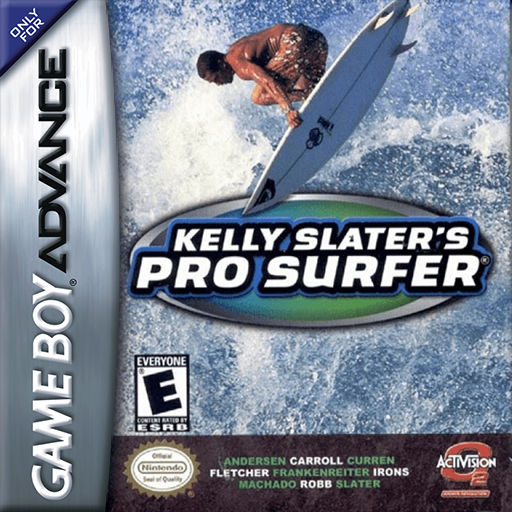 ONLY
FOR
GAME BOY ADVANCE
KELLY SLATER'S
PRO SURFER®
EVERYONE
E
CONTENT RATED BY
ESRB
Official
Nintendo
Seal of Quality
ANDERSEN CARROLL CURREN
FLETCHER FRANKENREITER IRONS
MACHADO ROBB SLATER
ACTIVISION
O2